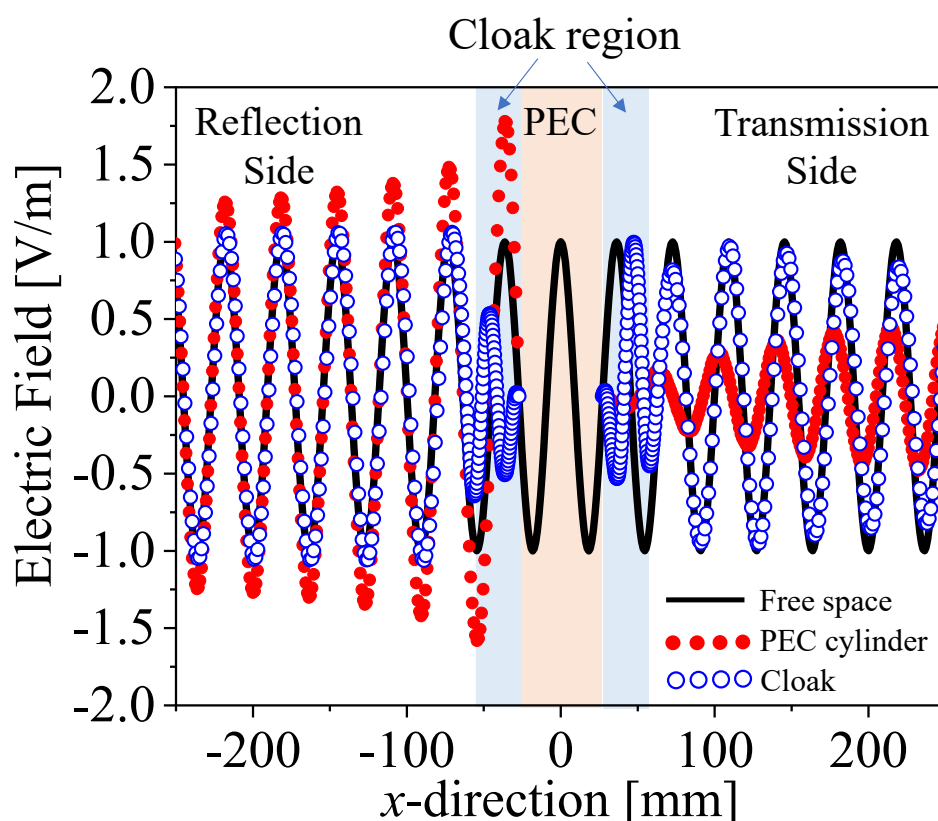 Cloak region
2.0
1.5
1.0
0.5
0.0
-0.5
-1.0
-1.5
-2.0
Electric Field [V/m]
Reflection
Side
PEC
Transmission
Side
Free space
PEC cylinder
Cloak
-200
-100
0
100
200
x-direction [mm]